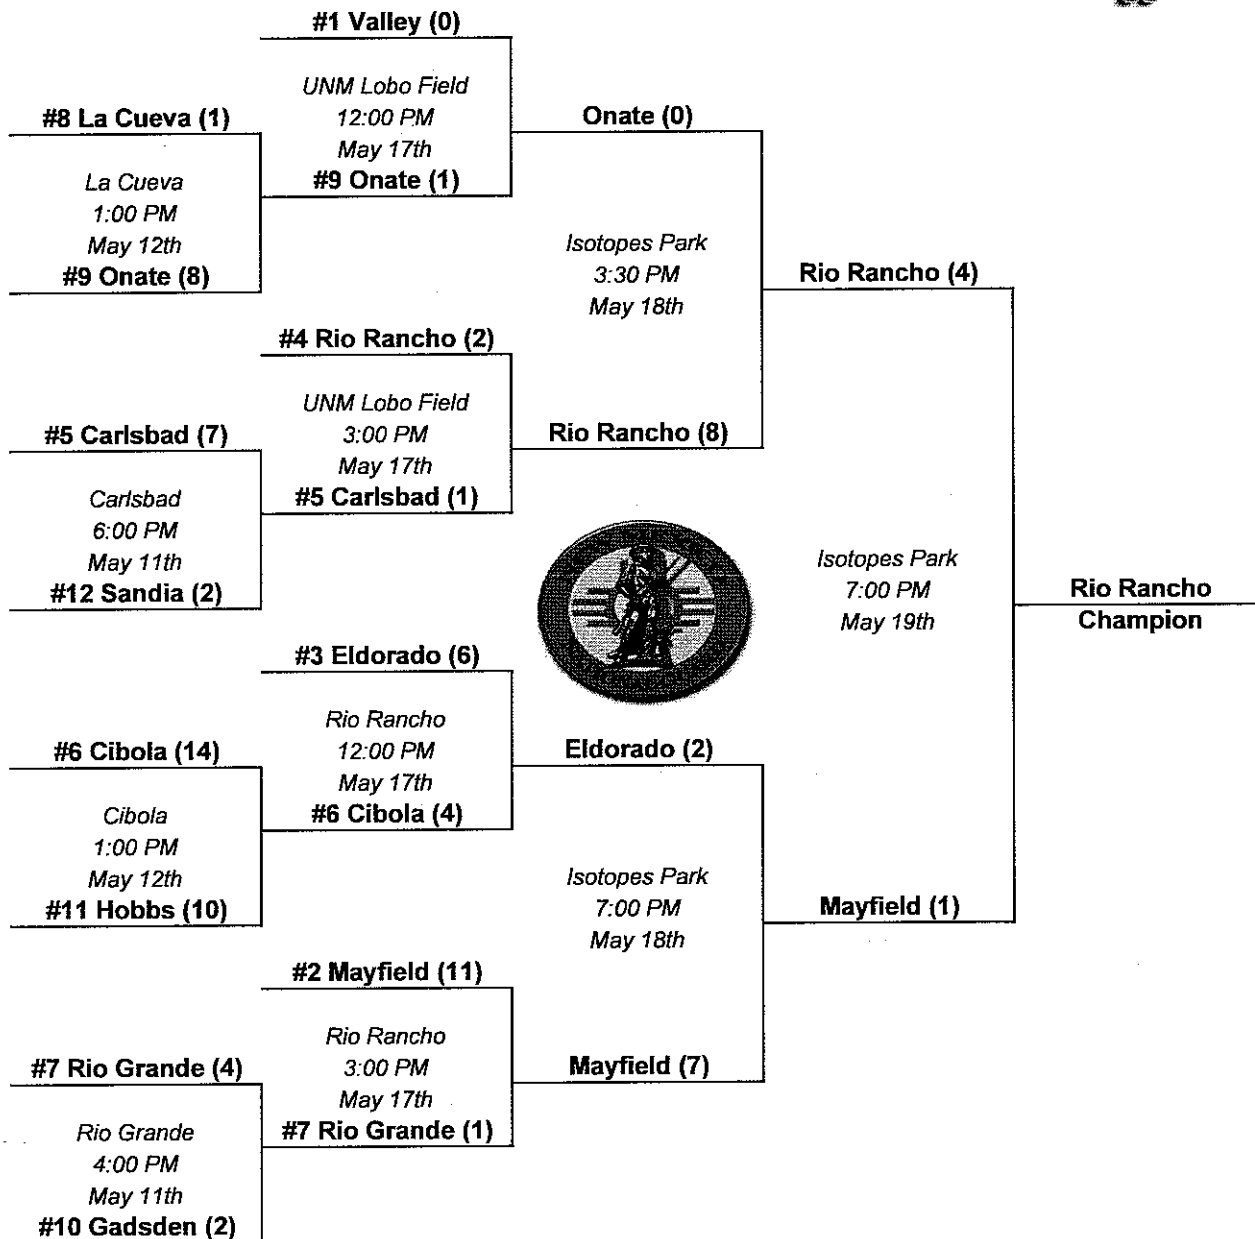 #1 Valley (0)
UNM Lobo Field
12:00 PM
May 17th
#9 Onate (1)
#8 La Cueva (1)
La Cueva
1:00 PM
May 12th
#9 Onate (8)
Onate (0)
Isotopes Park
3:30 PM
May 18th
Rio Rancho (8)
#4 Rio Rancho (2)
UNM Lobo Field
3:00 PM
May 17th
#5 Carlsbad (1)
#5 Carlsbad (7)
Carlsbad
6:00 PM
May 11th
#12 Sandia (2)
Rio Rancho (4)
Isotopes Park
7:00 PM
May 19th
Mayfield (1)
Rio Rancho
Champion
#3 Eldorado (6)
Rio Rancho
12:00 PM
May 17th
#6 Cibola (4)
#6 Cibola (14)
Cibola
1:00 PM
May 12th
#11 Hobbs (10)
Eldorado (2)
Isotopes Park
7:00 PM
May 18th
Mayfield (7)
#2 Mayfield (11)
Rio Rancho
3:00 PM
May 17th
#7 Rio Grande (1)
#7 Rio Grande (4)
Rio Grande
4:00 PM
May 11th
#10 Gadsden (2)